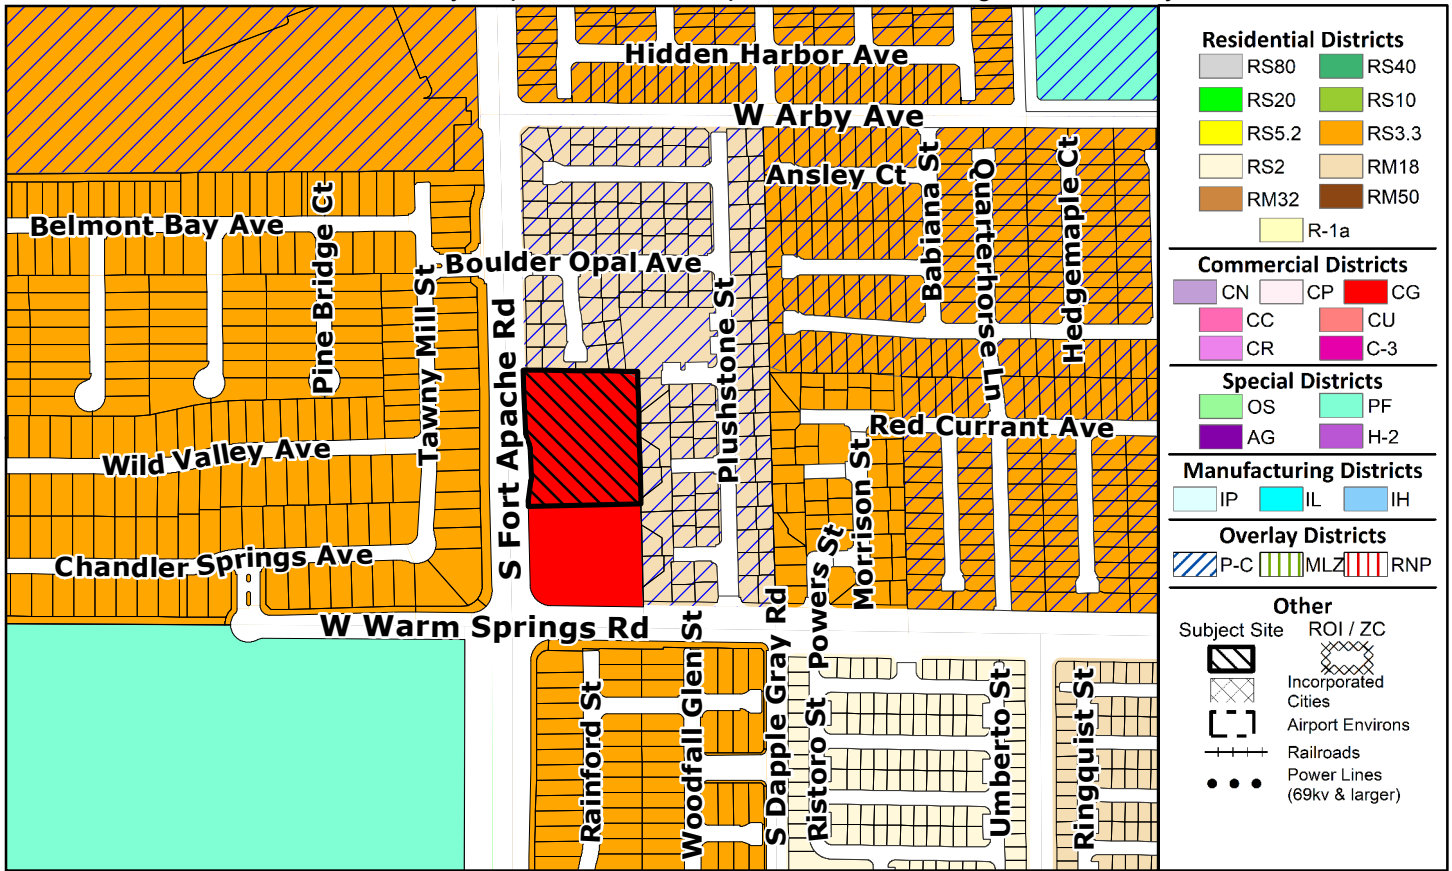 Hidden Harbor Ave
W Arby Ave
Ansley Ct
Babiana St
Quarterhorse Ln
Hedgemaple Ct
Belmont Bay Ave
Pine Bridge Ct
Tawny Mill St
Boulder Opal Ave
S Fort Apache Rd
Plushstone St
Wild Valley Ave
Red Currant Ave
Morrison St
Powers St
Chandler Springs Ave
W Warm Springs Rd
Rainford St
Woodfall Glen St
S Dapple Gray Rd
Ristoro St
Umberto St
Ringquist St
Residential Districts
RS80 RS40
RS20 RS10
RS5.2 RS3.3
RS2 RM18
RM32 RM50
R-1a
Commercial Districts
CN CP CG
CC CU
CR C-3
Special Districts
OS PF
AG H-2
Manufacturing Districts
IP IL IH
Overlay Districts
P-C MLZ RNP
Other
Subject Site ROI / ZC
Incorporated
Cities
Airport Environs
Railroads
Power Lines
(69kv & larger)